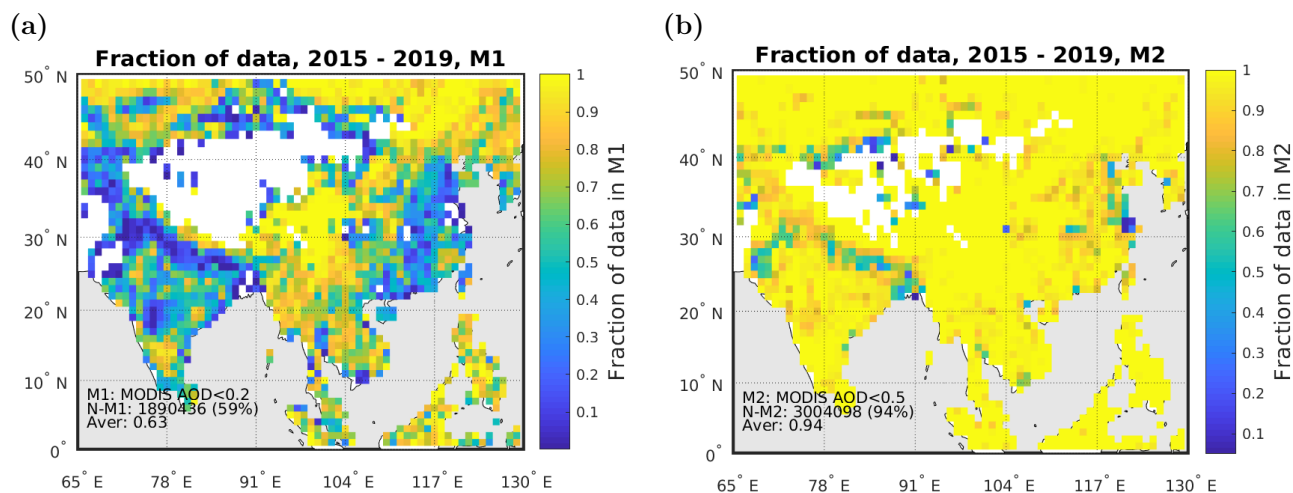 (a)
Fraction of data, 2015 - 2019, M1
50° N
40° N
30° N
20° N
10° N
0°
65° E
78° E
91° E
104° E
117° E
130° E
M1: MODIS AOD<0.2
N-M1: 1890436 (59%)
Aver: 0.63
1
0.9
0.8
0.7
0.6
0.5
0.4
0.3
0.2
0.1
Fraction of data in M1
(b)
Fraction of data, 2015 - 2019, M2
50° N
40° N
30° N
20° N
10° N
0°
65° E
78° E
91° E
104° E
117° E
130° E
M2: MODIS AOD<0.5
N-M2: 3004098 (94%)
Aver: 0.94
1
0.9
0.8
0.7
0.6
0.5
0.4
0.3
0.2
0.1
Fraction of data in M2